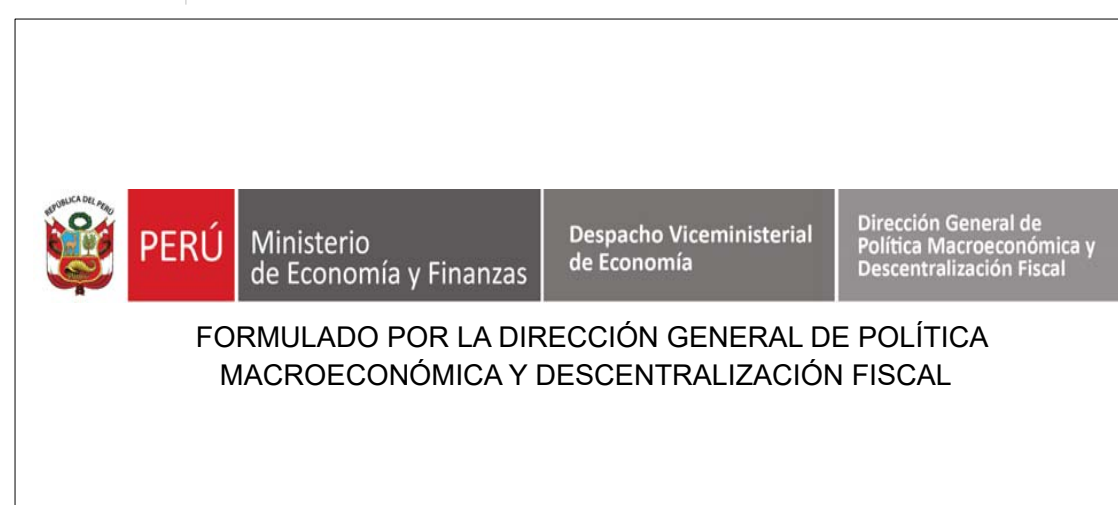 REPÚBLICA DEL PERÚ
PERÚ
Ministerio
de Economía y Finanzas
Despacho Viceministerial
de Economía
Dirección General de
Política Macroeconómica y
Descentralización Fiscal
FORMULADO POR LA DIRECCIÓN GENERAL DE POLÍTICA
MACROECONÓMICA Y DESCENTRALIZACIÓN FISCAL